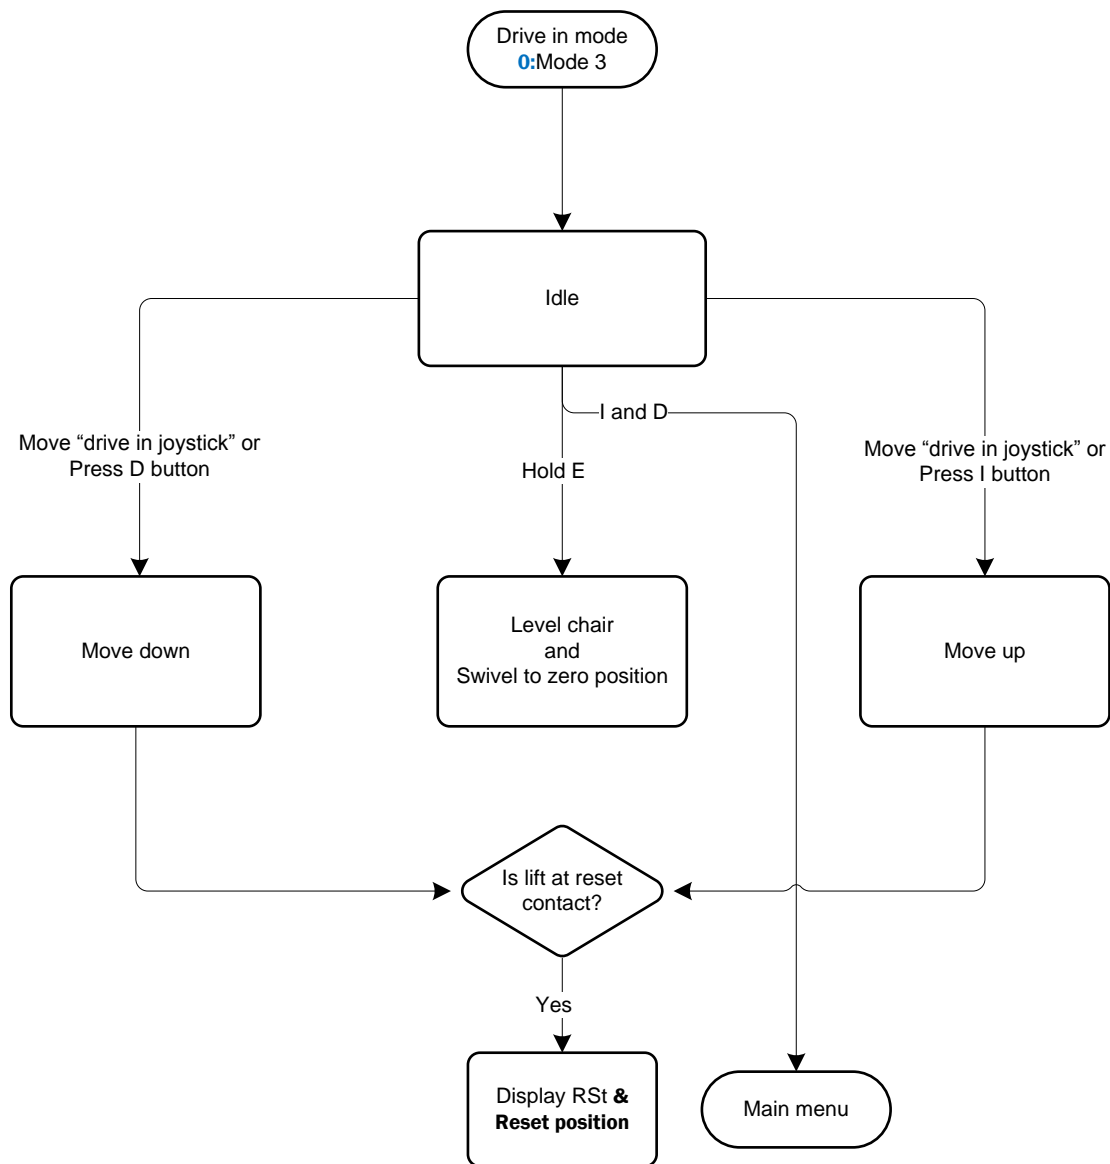 Drive in mode
0:Mode 3
Idle
I and D
Move “drive in joystick” or
Press D button
Hold E
Move “drive in joystick” or
Press I button
Move down
Level chair
and
Swivel to zero position
Move up
Is lift at reset
contact?
Yes
Display RSt &
Reset position
Main menu